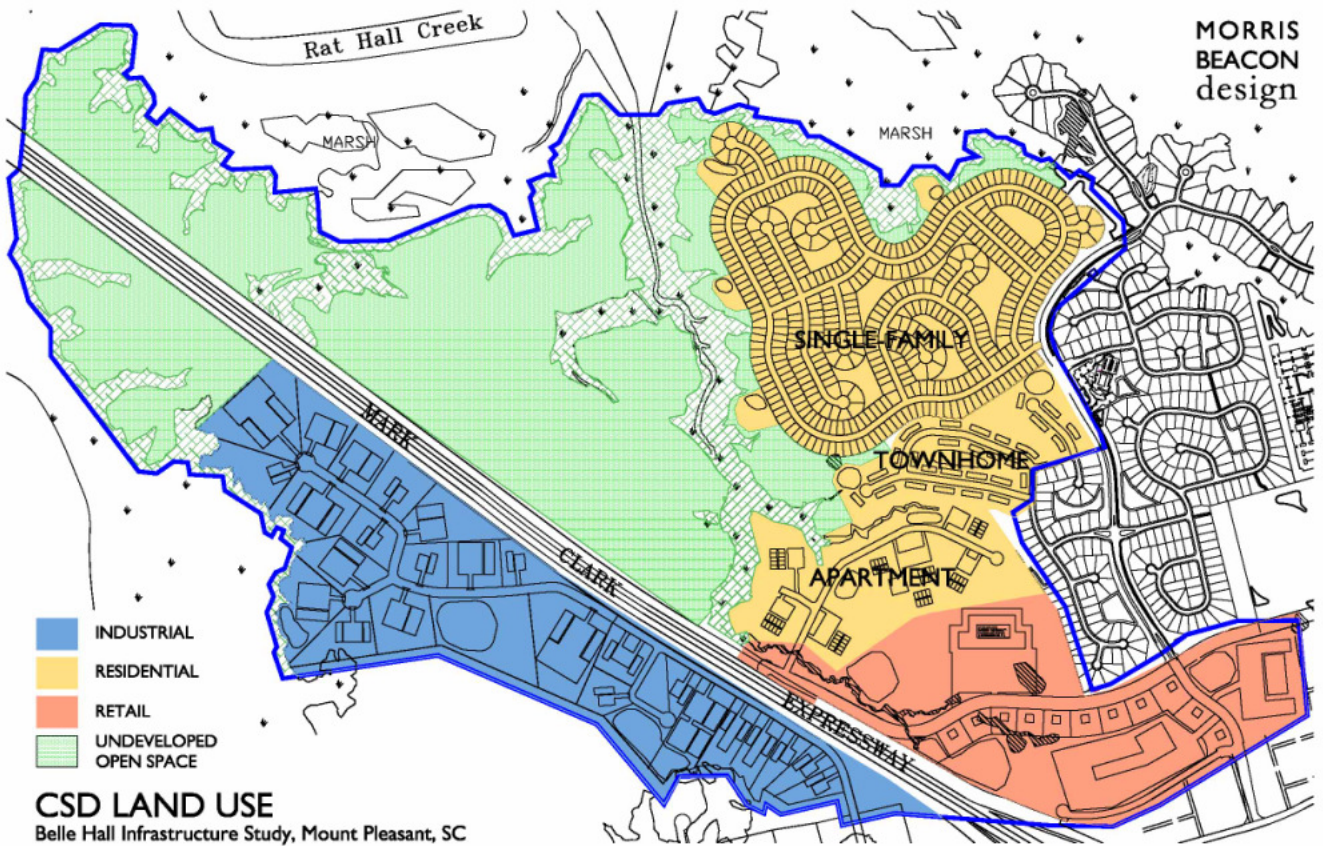 Rat Hall Creek
MORRIS
BEACON
design
MARSH
MARSH
SINGLE-FAMILY
MARK
TOWNHOME
CLARK
APARTMENT
EXPRESSWAY
INDUSTRIAL
RESIDENTIAL
RETAIL
UNDEVELOPED
OPEN SPACE
CSD LAND USE
Belle Hall Infrastructure Study, Mount Pleasant, SC